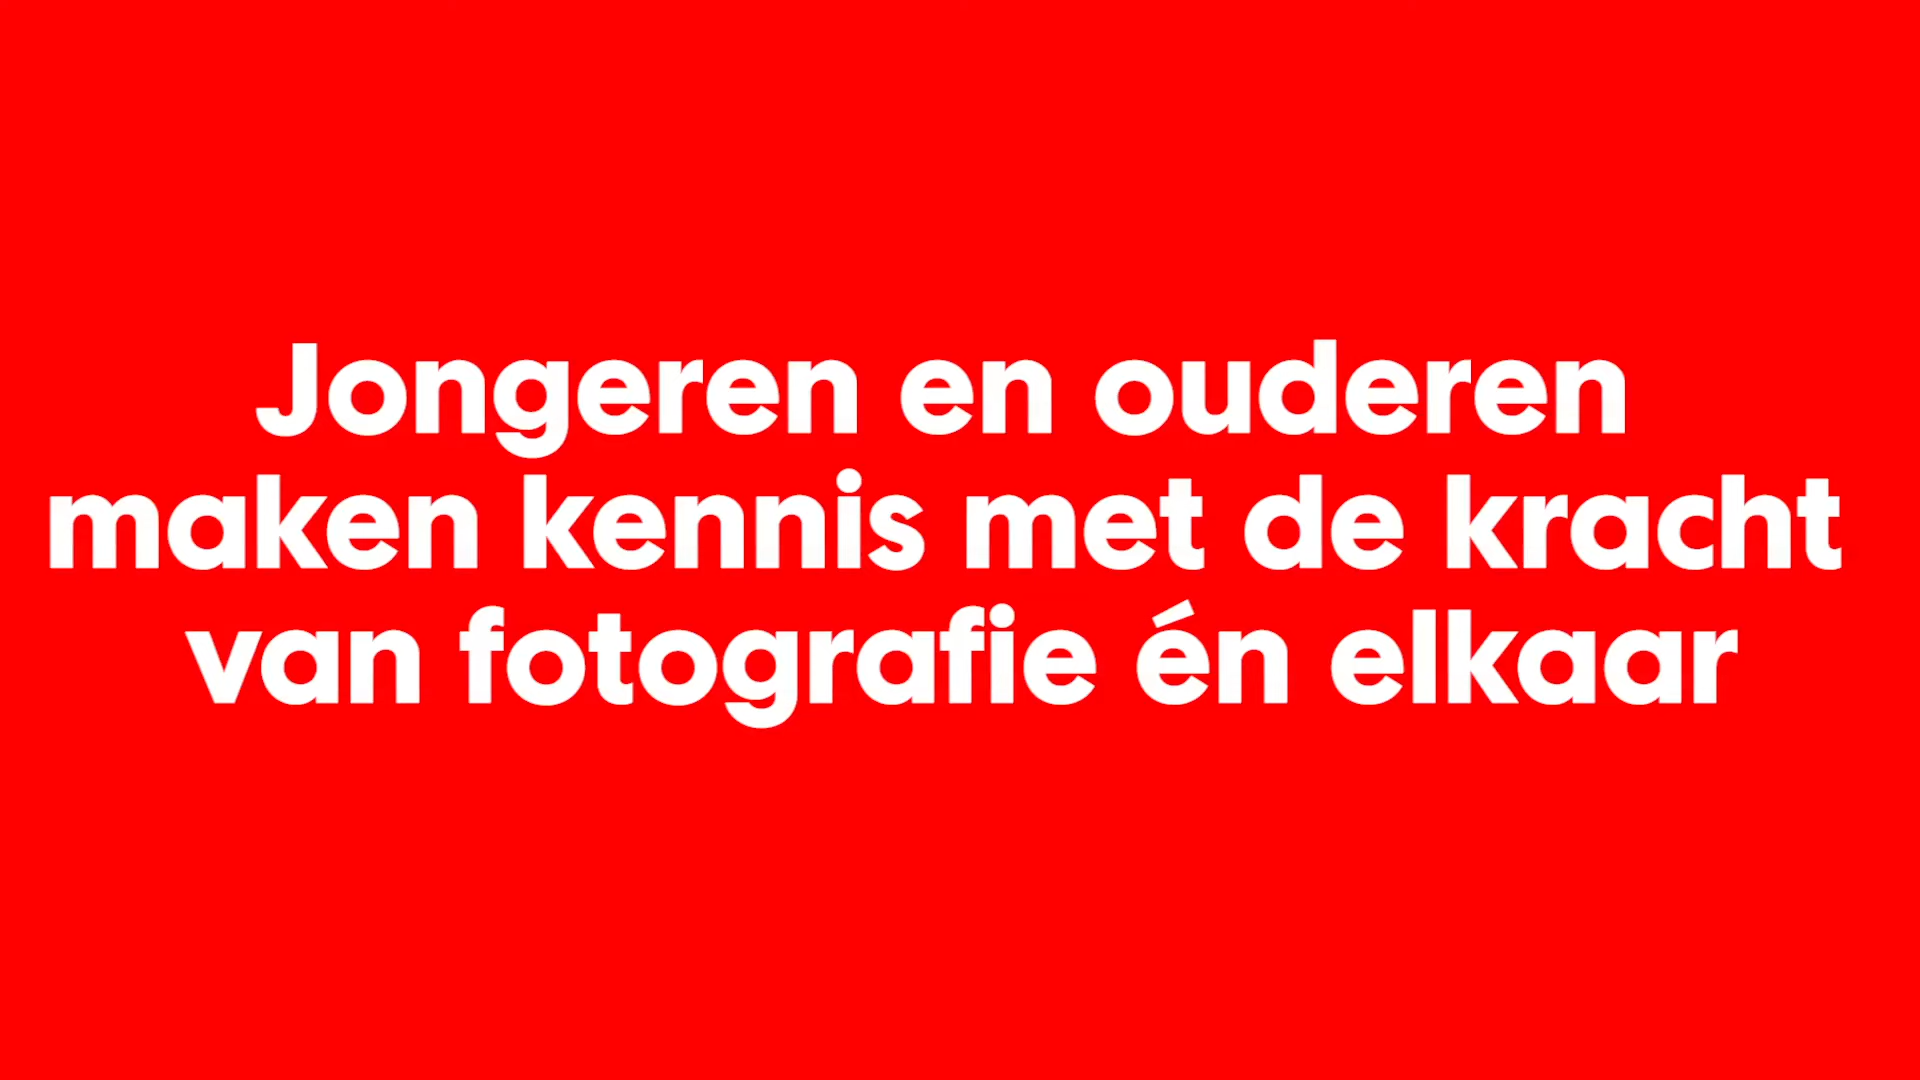 Jongeren en ouderen
maken kennis met de kracht
van fotografie én elkaar